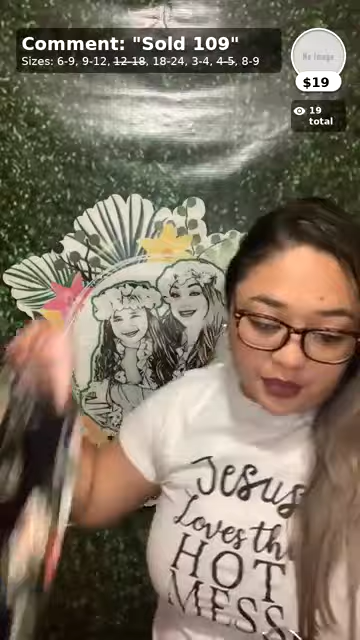 Comment: "Sold 109"
Sizes: 6-9, 9-12, 12-18, 18-24, 3-4, 4-5, 8-9
No Image
$19
19
total
Jesus
Loves the
HOT
MESS